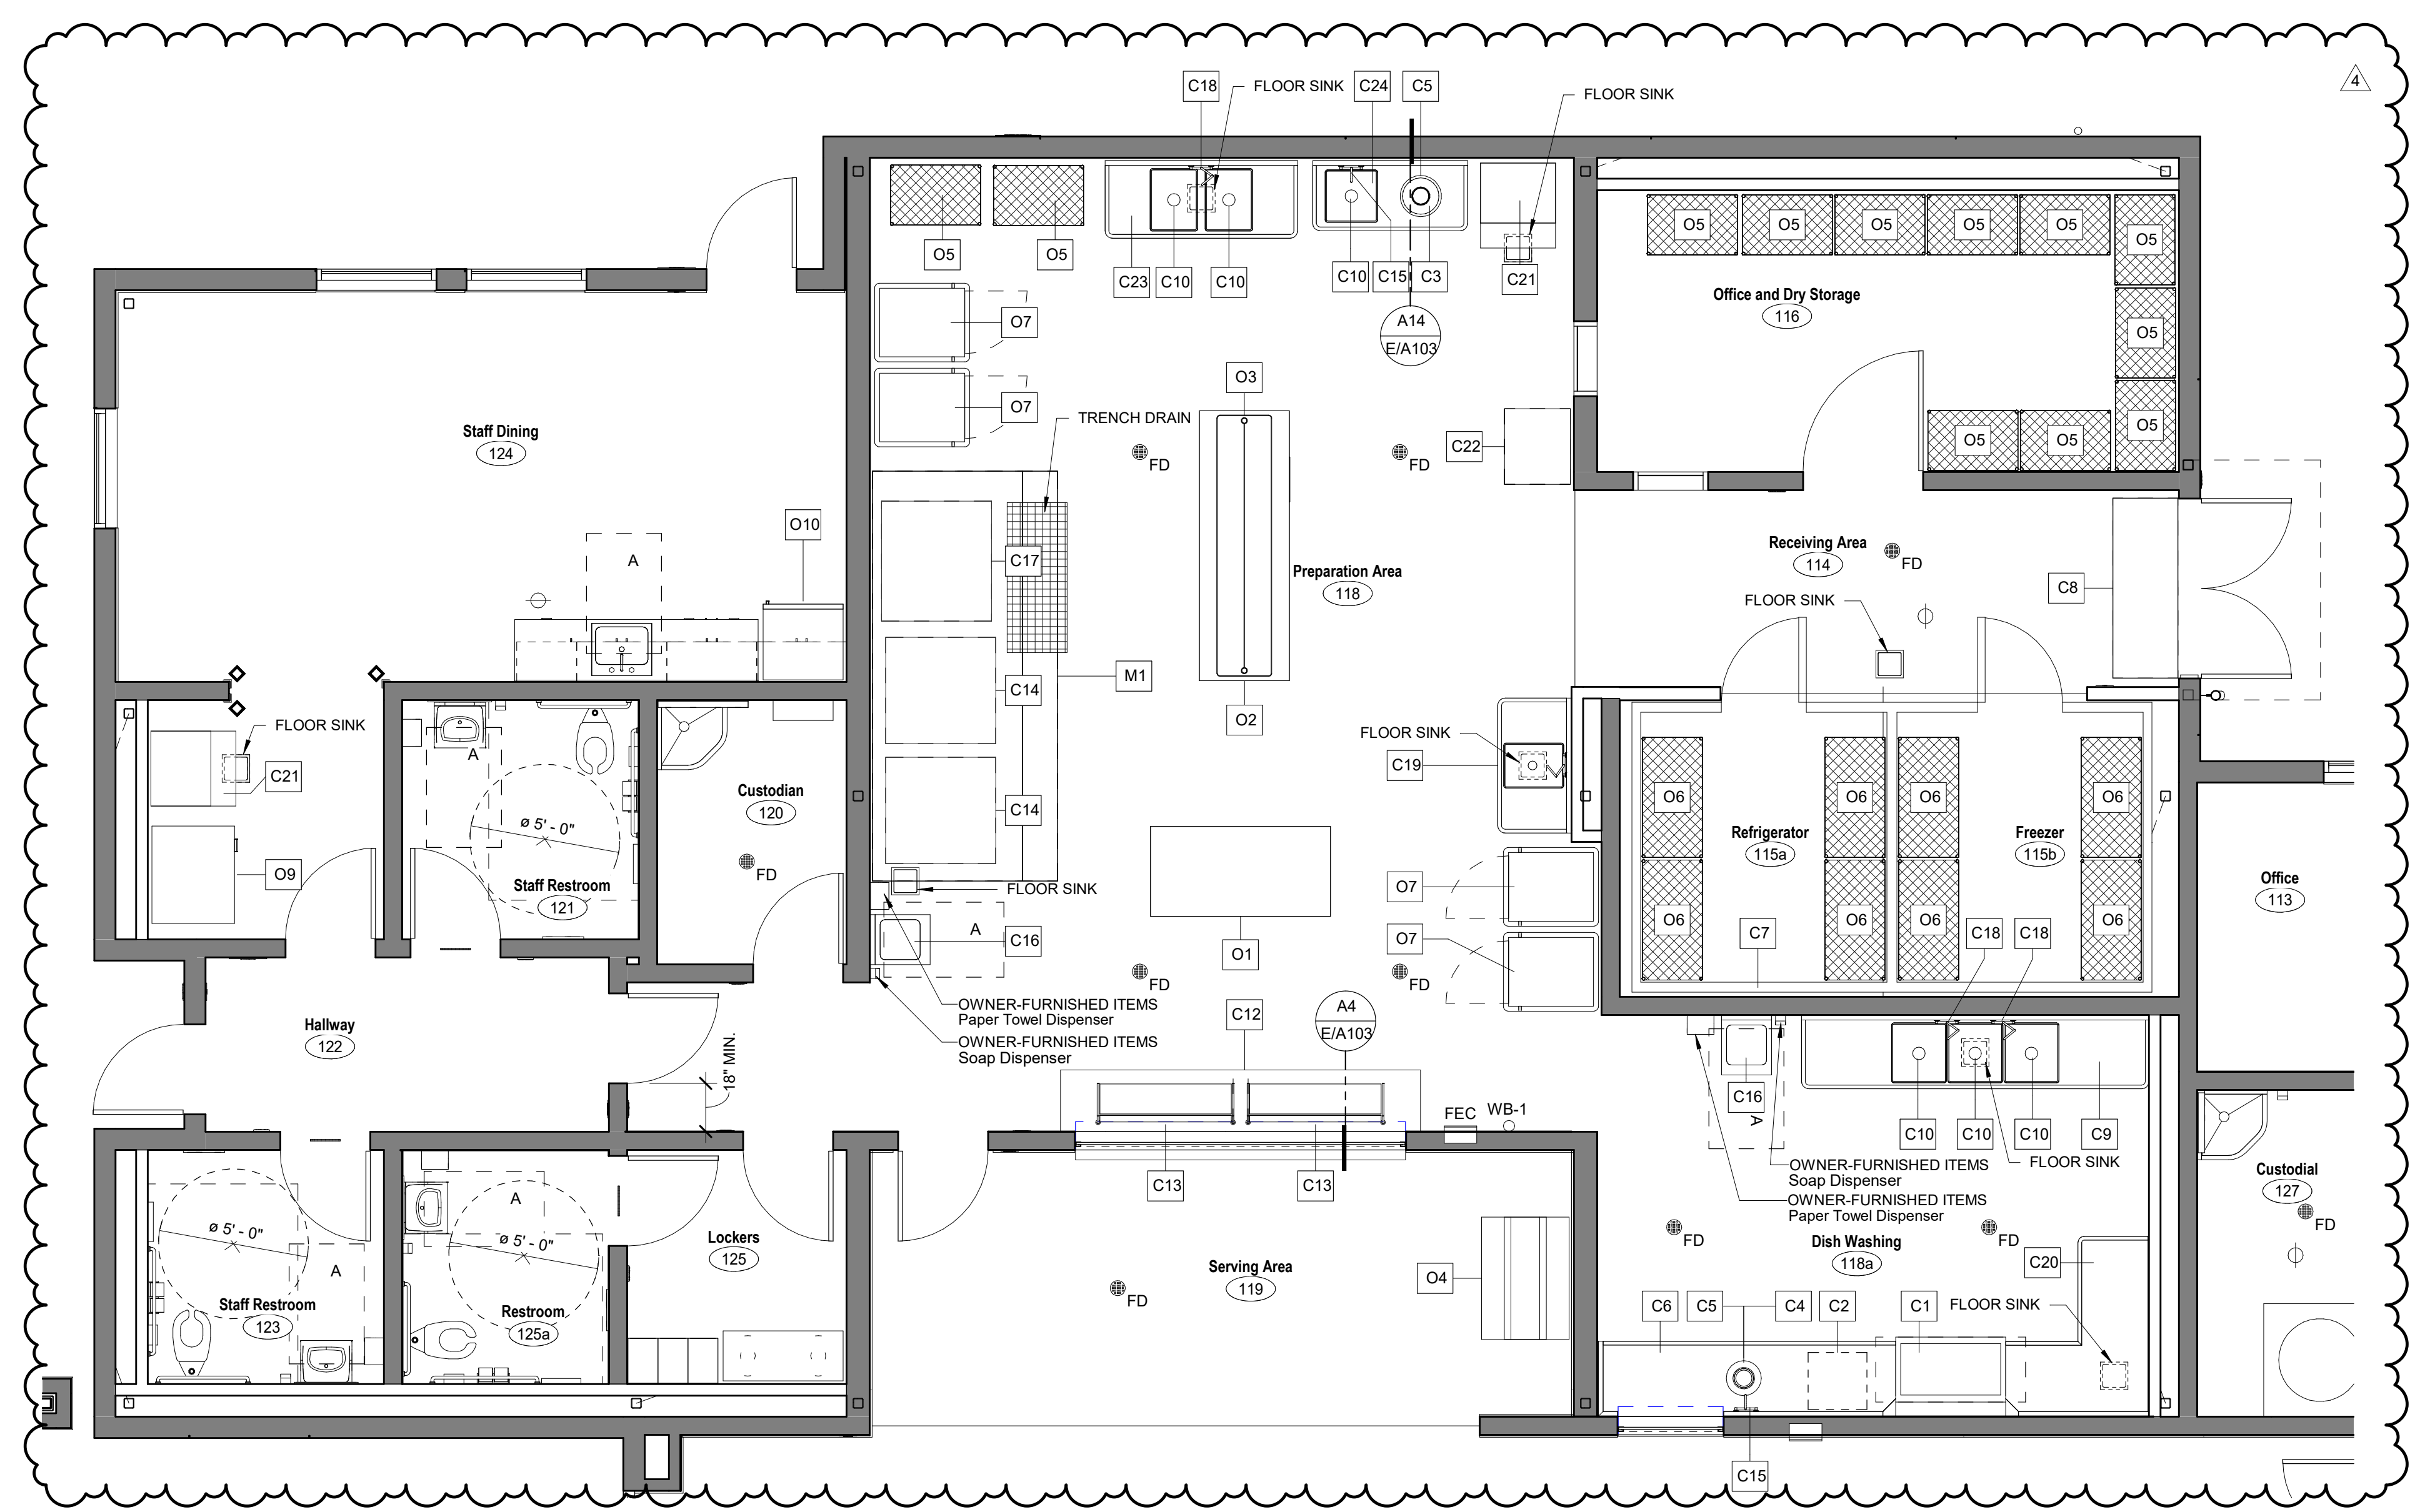 4
C18
FLOOR SINK
C24
C5
FLOOR SINK
O5
O5
C23
C10
C10
C10
C15
C3
C21
A14
E/A103
O5
O5
O5
O5
O5
O5
O5
O5
O5
O5
Office and Dry Storage
116
O7
O7
O3
TRENCH DRAIN
FD
FD
C22
Staff Dining
124
O10
A
C17
Preparation Area
118
Receiving Area
114
FD
C8
FLOOR SINK
C14
M1
O2
FLOOR SINK
C21
A
FLOOR SINK
C19
Custodian
120
C14
O6
O6
O6
O6
ø 5' - 0"
Refrigerator
115a
Freezer
115b
O9
FD
Staff Restroom
121
FLOOR SINK
O7
Office
113
O6
O6
O6
O6
A
C16
O1
O7
C7
C18
C18
FD
FD
OWNER-FURNISHED ITEMS
Paper Towel Dispenser
OWNER-FURNISHED ITEMS
Soap Dispenser
C12
A4
E/A103
Hallway
122
18" MIN.
C16
A
FEC
WB-1
C10
C10
C10
C9
FLOOR SINK
OWNER-FURNISHED ITEMS
Soap Dispenser
OWNER-FURNISHED ITEMS
Paper Towel Dispenser
C13
C13
Custodial
127
FD
A
ø 5' - 0"
ø 5' - 0"
A
Lockers
125
FD
FD
Dish Washing
118a
C20
Serving Area
119
O4
FD
Staff Restroom
123
Restroom
125a
C6
C5
C4
C2
C1
FLOOR SINK
C15